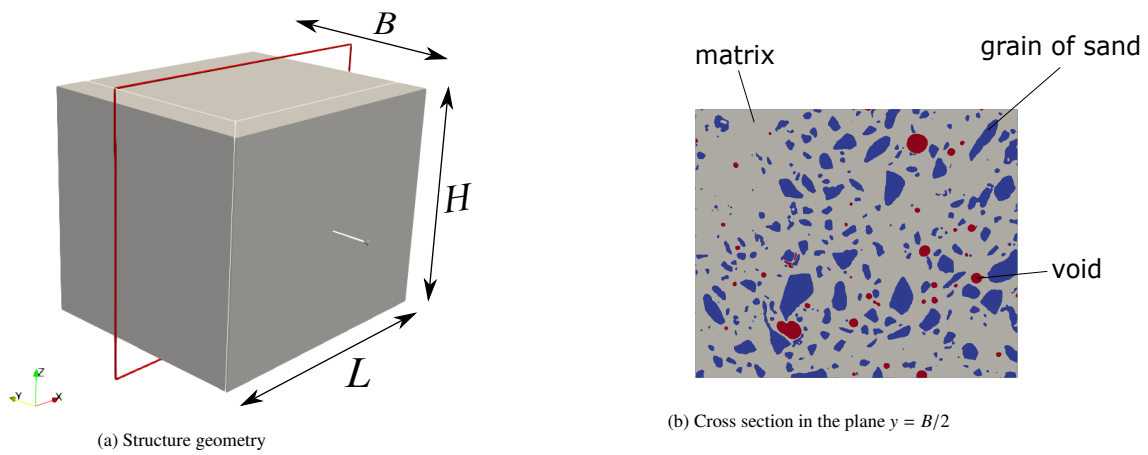 B
H
L
Z
Y
X
(a) Structure geometry
matrix
grain of sand
void
(b) Cross section in the plane y = B/2